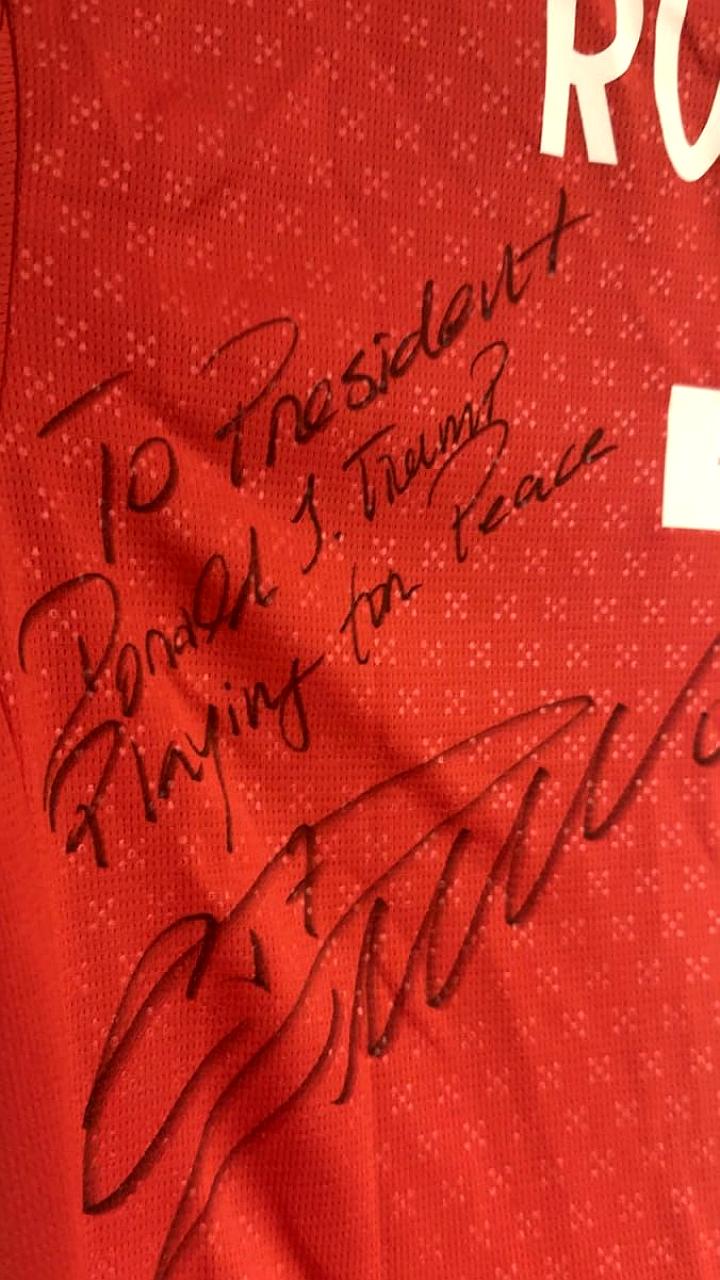 RO
To President
Donald J. Trump
Playing for Peace